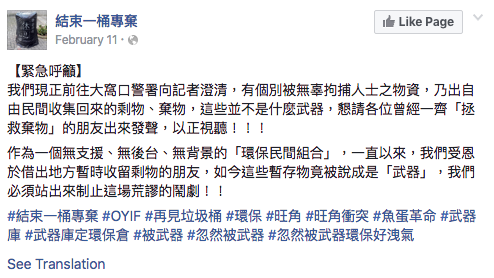 結束一桶專棄
February 11 ·
Like Page
【緊急呼籲】
我們現正前往大窩口警署向記者澄清，有個別被無辜拘捕人士之物資，乃出自
由民間收集回來的剩物、棄物，這些並不是什麼武器，懇請各位曾經一齊「拯
救棄物」的朋友出來發聲，以正視聽！！！
作為一個無支援、無後台、無背景的「環保民間組合」，一直以來，我們受恩
於借出地方暫時收留剩物的朋友，如今這些暫存物竟被說成是「武器」，我們
必須站出來制止這場荒謬的鬧劇！！
#結束一桶專棄 #OYIF #再見垃圾桶 #環保 #旺角 #旺角衝突 #魚蛋革命 #武器
庫 #武器庫定環保倉 #被武器 #忽然被武器 #忽然被武器環保好洩氣
See Translation